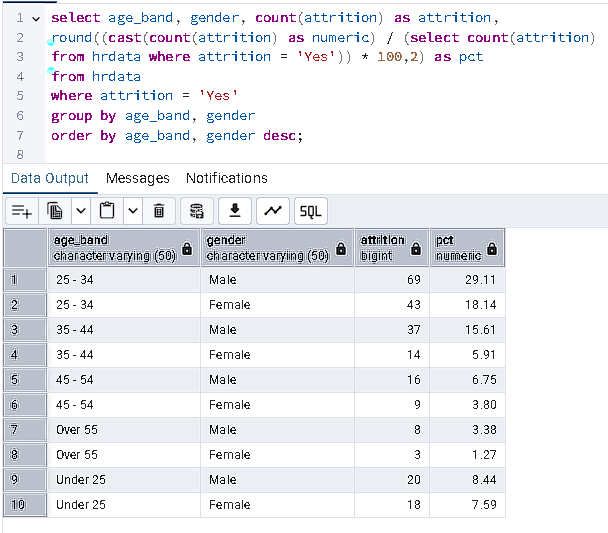 1 select age_band, gender, count(attrition) as attrition,
2 round((cast(count(attrition) as numeric) / (select count(attrition)
3 from hrdata where attrition = 'Yes')) * 100,2) as pct
4 from hrdata
5 where attrition = 'Yes'
6 group by age_band, gender
7 order by age_band, gender desc;
8
Data Output Messages Notifications
SQL
age_band gender attrition pct
character varying (50) character varying (50) bigint numeric
1 25 - 34 Male 69 29.11
2 25 - 34 Female 43 18.14
3 35 - 44 Male 37 15.61
4 35 - 44 Female 14 5.91
5 45 - 54 Male 16 6.75
6 45 - 54 Female 9 3.80
7 Over 55 Male 8 3.38
8 Over 55 Female 3 1.27
9 Under 25 Male 20 8.44
10 Under 25 Female 18 7.59